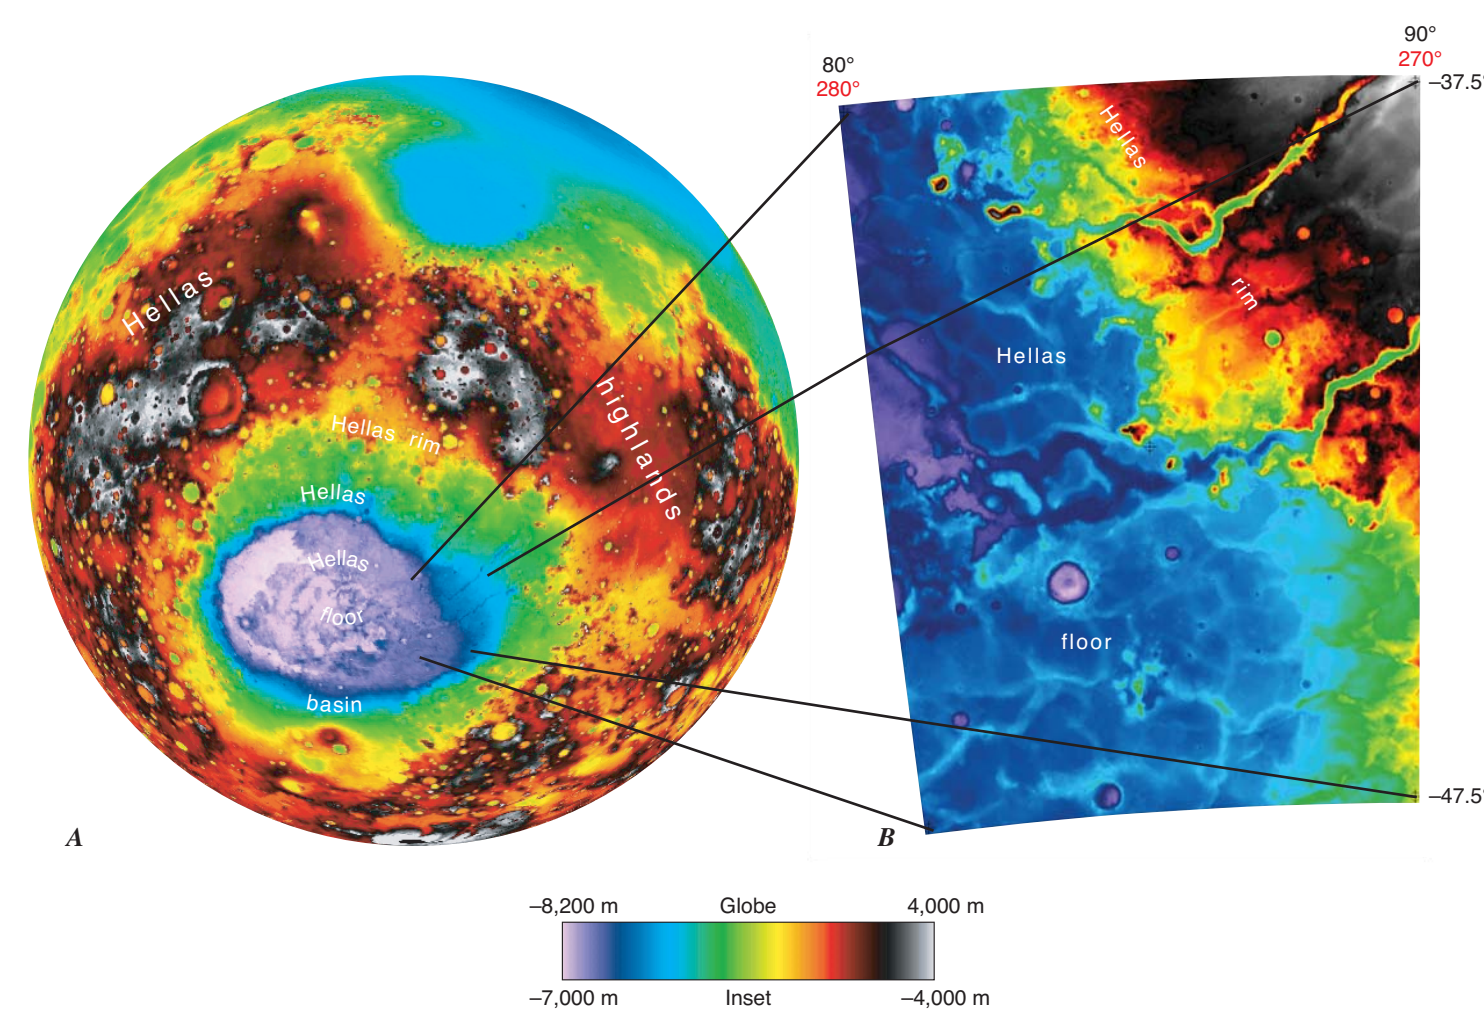 80°
280°
90°
270°
–37.5°
Hellas
highlands
Hellas rim
Hellas
Hellas
floor
basin
A
Hellas
rim
Hellas
floor
–47.5°
B
–8,200 m Globe 4,000 m
–7,000 m Inset –4,000 m